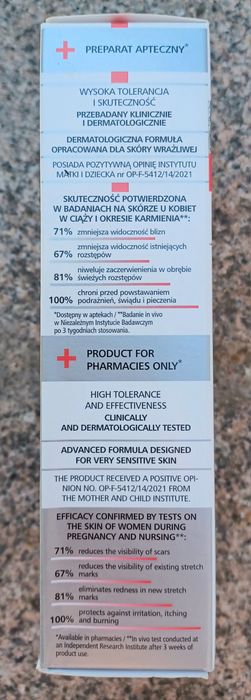 PREPARAT APTECZNY*
WYSOKA TOLERANCJA
I SKUTECZNOŚĆ
PRZEBADANY KLINICZNIE
I DERMATOLOGICZNIE
DERMATOLOGICZNA FORMUŁA
OPRACOWANA DLA SKÓRY WRAŻLIWEJ
POSIADA POZYTYWNĄ OPINIĘ INSTYTUTU
MATKI I DZIECKA nr OP-F-5412/14/2021
SKUTECZNOŚĆ POTWIERDZONA
W BADANIACH NA SKÓRZE U KOBIET
W CIĄŻY I OKRESIE KARMIENIA**:
71% zmniejsza widoczność blizn
zmniejsza widoczność istniejących
67% rozstępów
niweluje zaczerwienienia w obrębie
81% świeżych rozstępów
chroni przed powstawaniem
100% podrażnień, świądu i pieczenia
*Dostępny w aptekach / **Badanie in vivo
w Niezależnym Instytucie Badawczym
po 3 tygodniach stosowania.
PRODUCT FOR
PHARMACIES ONLY*
HIGH TOLERANCE
AND EFFECTIVENESS
CLINICALLY
AND DERMATOLOGICALLY TESTED
ADVANCED FORMULA DESIGNED
FOR VERY SENSITIVE SKIN
THE PRODUCT RECEIVED A POSITIVE OPI-
NION NO. OP-F-5412/14/2021 FROM
THE MOTHER AND CHILD INSTITUTE.
EFFICACY CONFIRMED BY TESTS ON
THE SKIN OF WOMEN DURING
PREGNANCY AND NURSING**:
71% reduces the visibility of scars
reduces the visibility of existing stretch
67% marks
eliminates redness in new stretch
81% marks
protects against irritation, itching
100% and burning
*Available in pharmacies / **In vivo test conducted at
an Independent Research Institute after 3 weeks of
product use.